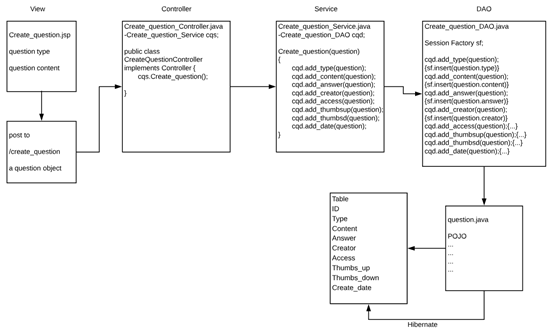 View
Create_question.jsp
question type
question content
post to
/create_question
a question object
Controller
Create_question_Controller.java
-Create_question_Service cqs;
public class
CreateQuestionController
implements Controller {
cqs.Create_question();
}
Service
Create_question_Service.java
-Create_question_DAO cqd;
Create_question(question)
{
cqd.add_type(question);
cqd.add_content(question);
cqd.add_answer(question);
cqd.add_creator(question);
cqd.add_access(question);
cqd.add_thumbsup(question);
cqd.add_thumbsd(question);
cqd.add_date(question);
}
DAO
Create_question_DAO.java
Session Factory sf;
cqd.add_type(question);
{sf.insert(question.type)}
cqd.add_content(question);
{sf.insert(question.content)}
cqd.add_answer(question);
{sf.insert(question.answer)}
cqd.add_creator(question);
{sf.insert(question.creator)}
cqd.add_access(question);{...}
cqd.add_thumbsup(question);{...}
cqd.add_thumbsd(question);{...}
cqd.add_date(question);{...}
Table
ID
Type
Content
Answer
Creator
Access
Thumbs_up
Thumbs_down
Create_date
question.java
POJO
...
...
...
...
Hibernate